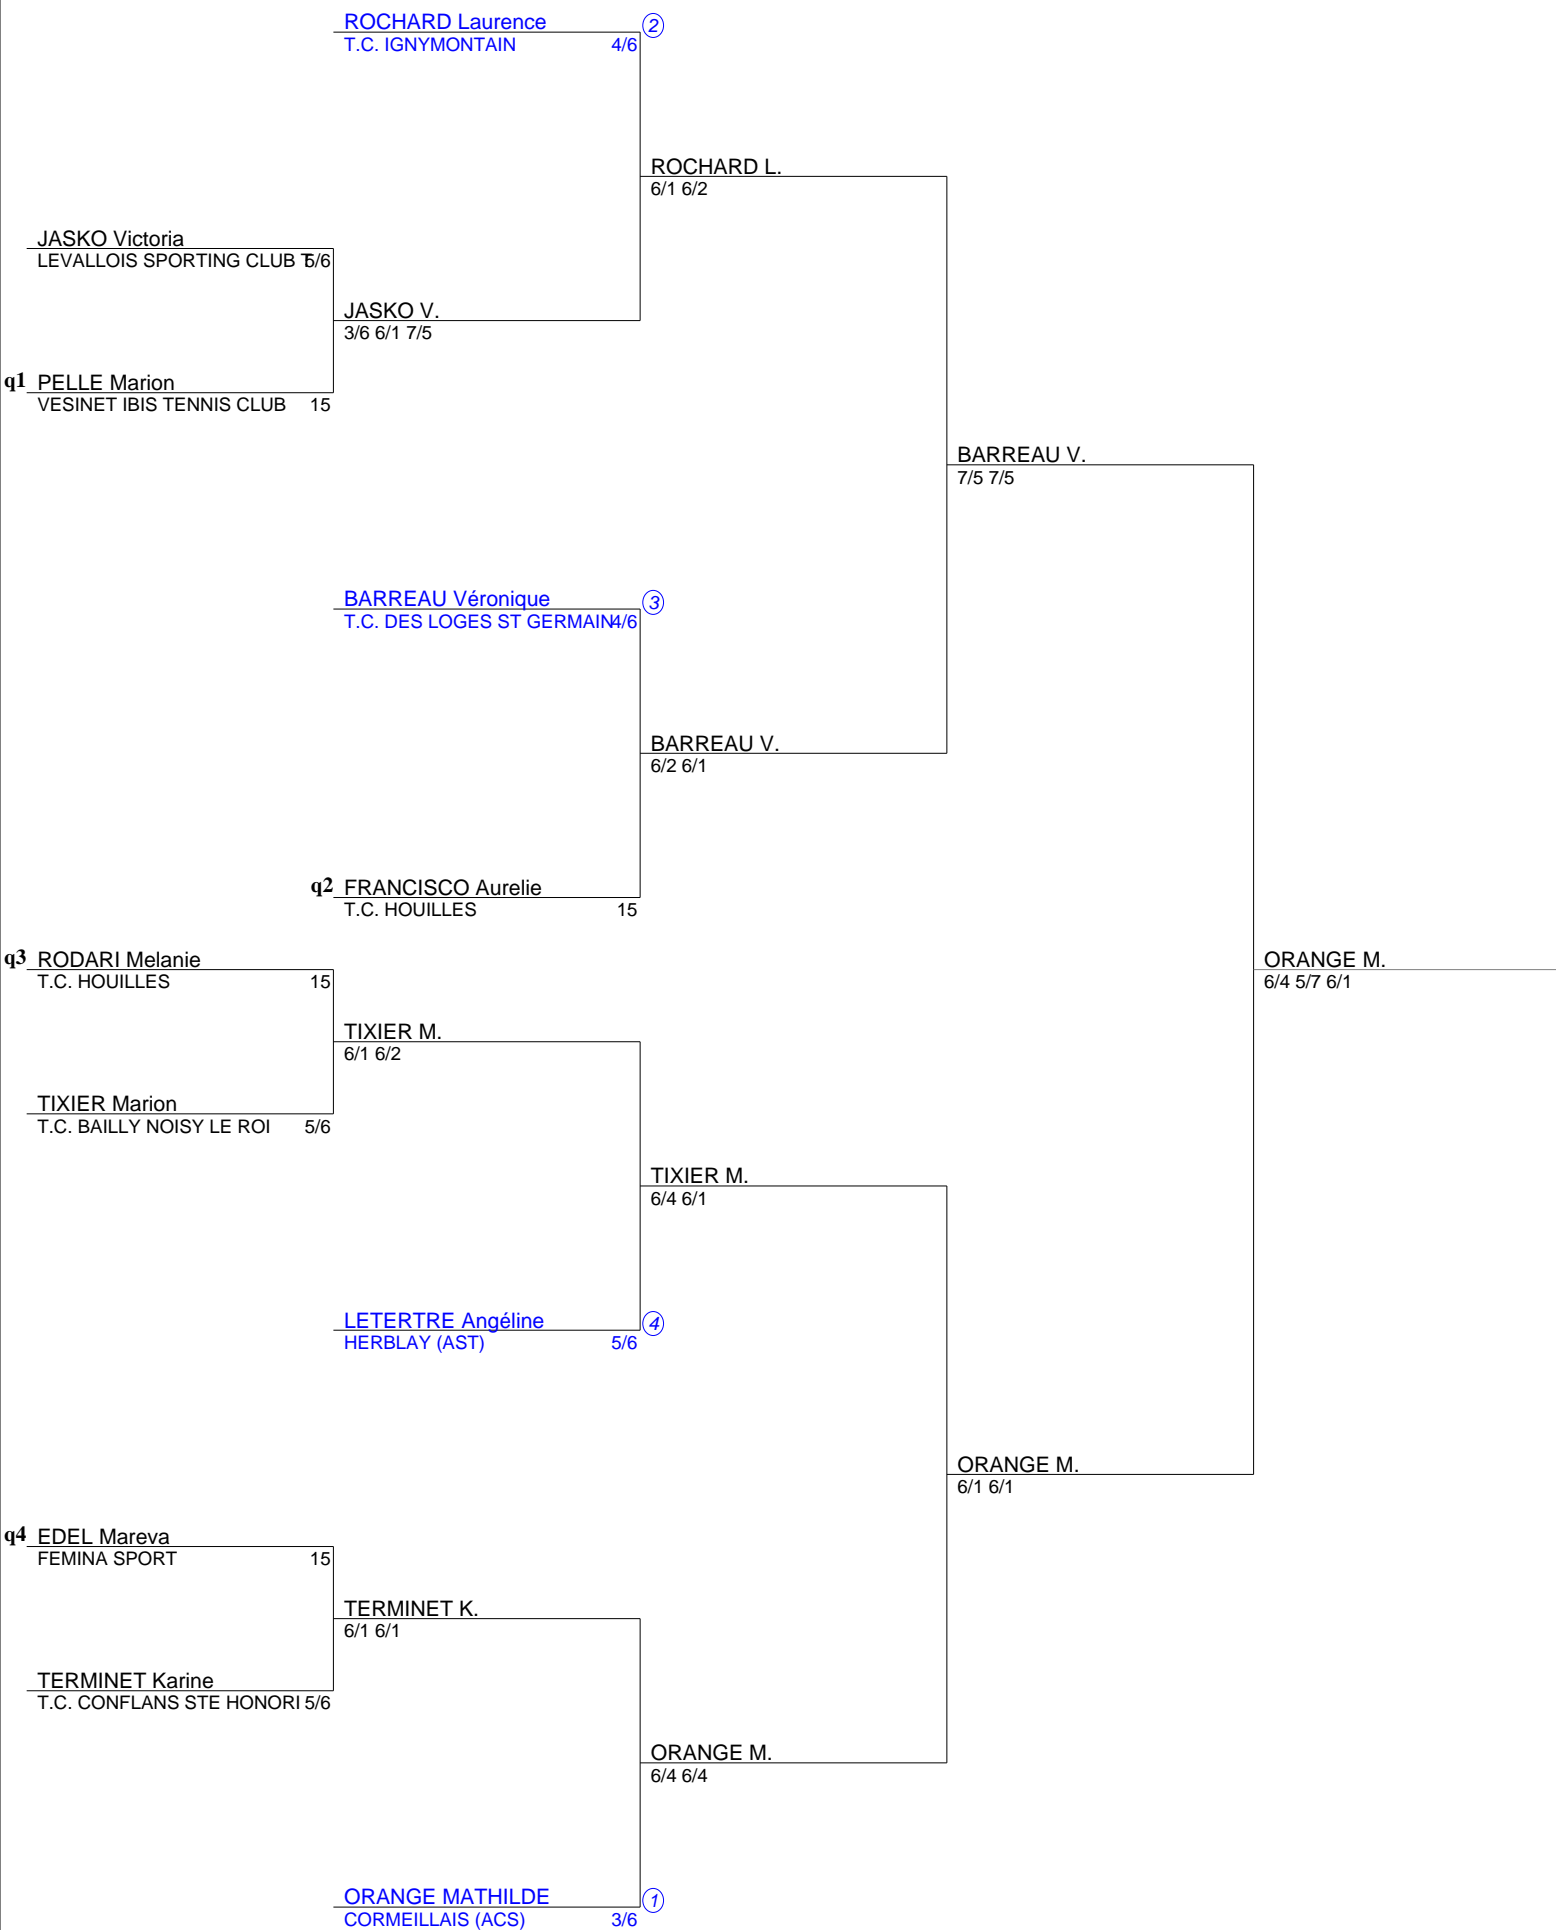 ROCHARD Laurence 2
T.C. IGNYMONTAIN 4/6
ROCHARD L.
6/1 6/2
JASKO Victoria
LEVALLOIS SPORTING CLUB T 5/6
JASKO V.
3/6 6/1 7/5
q1 PELLE Marion
VESINET IBIS TENNIS CLUB 15
BARREAU V.
7/5 7/5
BARREAU Véronique 3
T.C. DES LOGES ST GERMAIN 4/6
BARREAU V.
6/2 6/1
q2 FRANCISCO Aurelie
T.C. HOUILLES 15
q3 RODARI Melanie
T.C. HOUILLES 15
ORANGE M.
6/4 5/7 6/1
TIXIER M.
6/1 6/2
TIXIER Marion
T.C. BAILLY NOISY LE ROI 5/6
TIXIER M.
6/4 6/1
LETERTRE Angéline 4
HERBLAY (AST) 5/6
ORANGE M.
6/1 6/1
q4 EDEL Mareva
FEMINA SPORT 15
TERMINET K.
6/1 6/1
TERMINET Karine
T.C. CONFLANS STE HONORI 5/6
ORANGE M.
6/4 6/4
ORANGE MATHILDE 1
CORMEILLAIS (ACS) 3/6